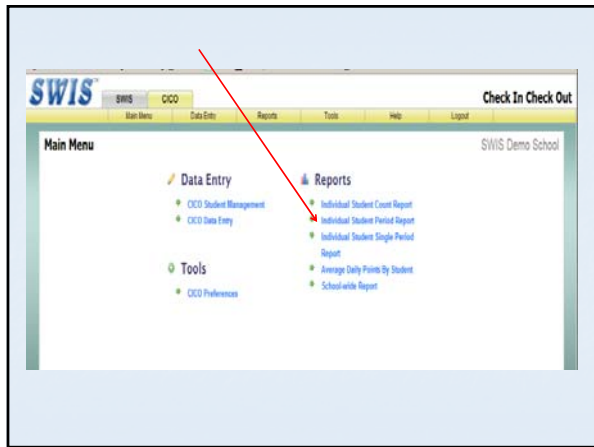 SWIS™
SWIS CICO
Check In Check Out
Main Menu Data Entry Reports Tools Help Logout
Main Menu
SWIS Demo School
Data Entry
CICO Student Management
CICO Data Entry
Tools
CICO Preferences
Reports
Individual Student Count Report
Individual Student Period Report
Individual Student Single Period
Report
Average Daily Points By Student
School-wide Report